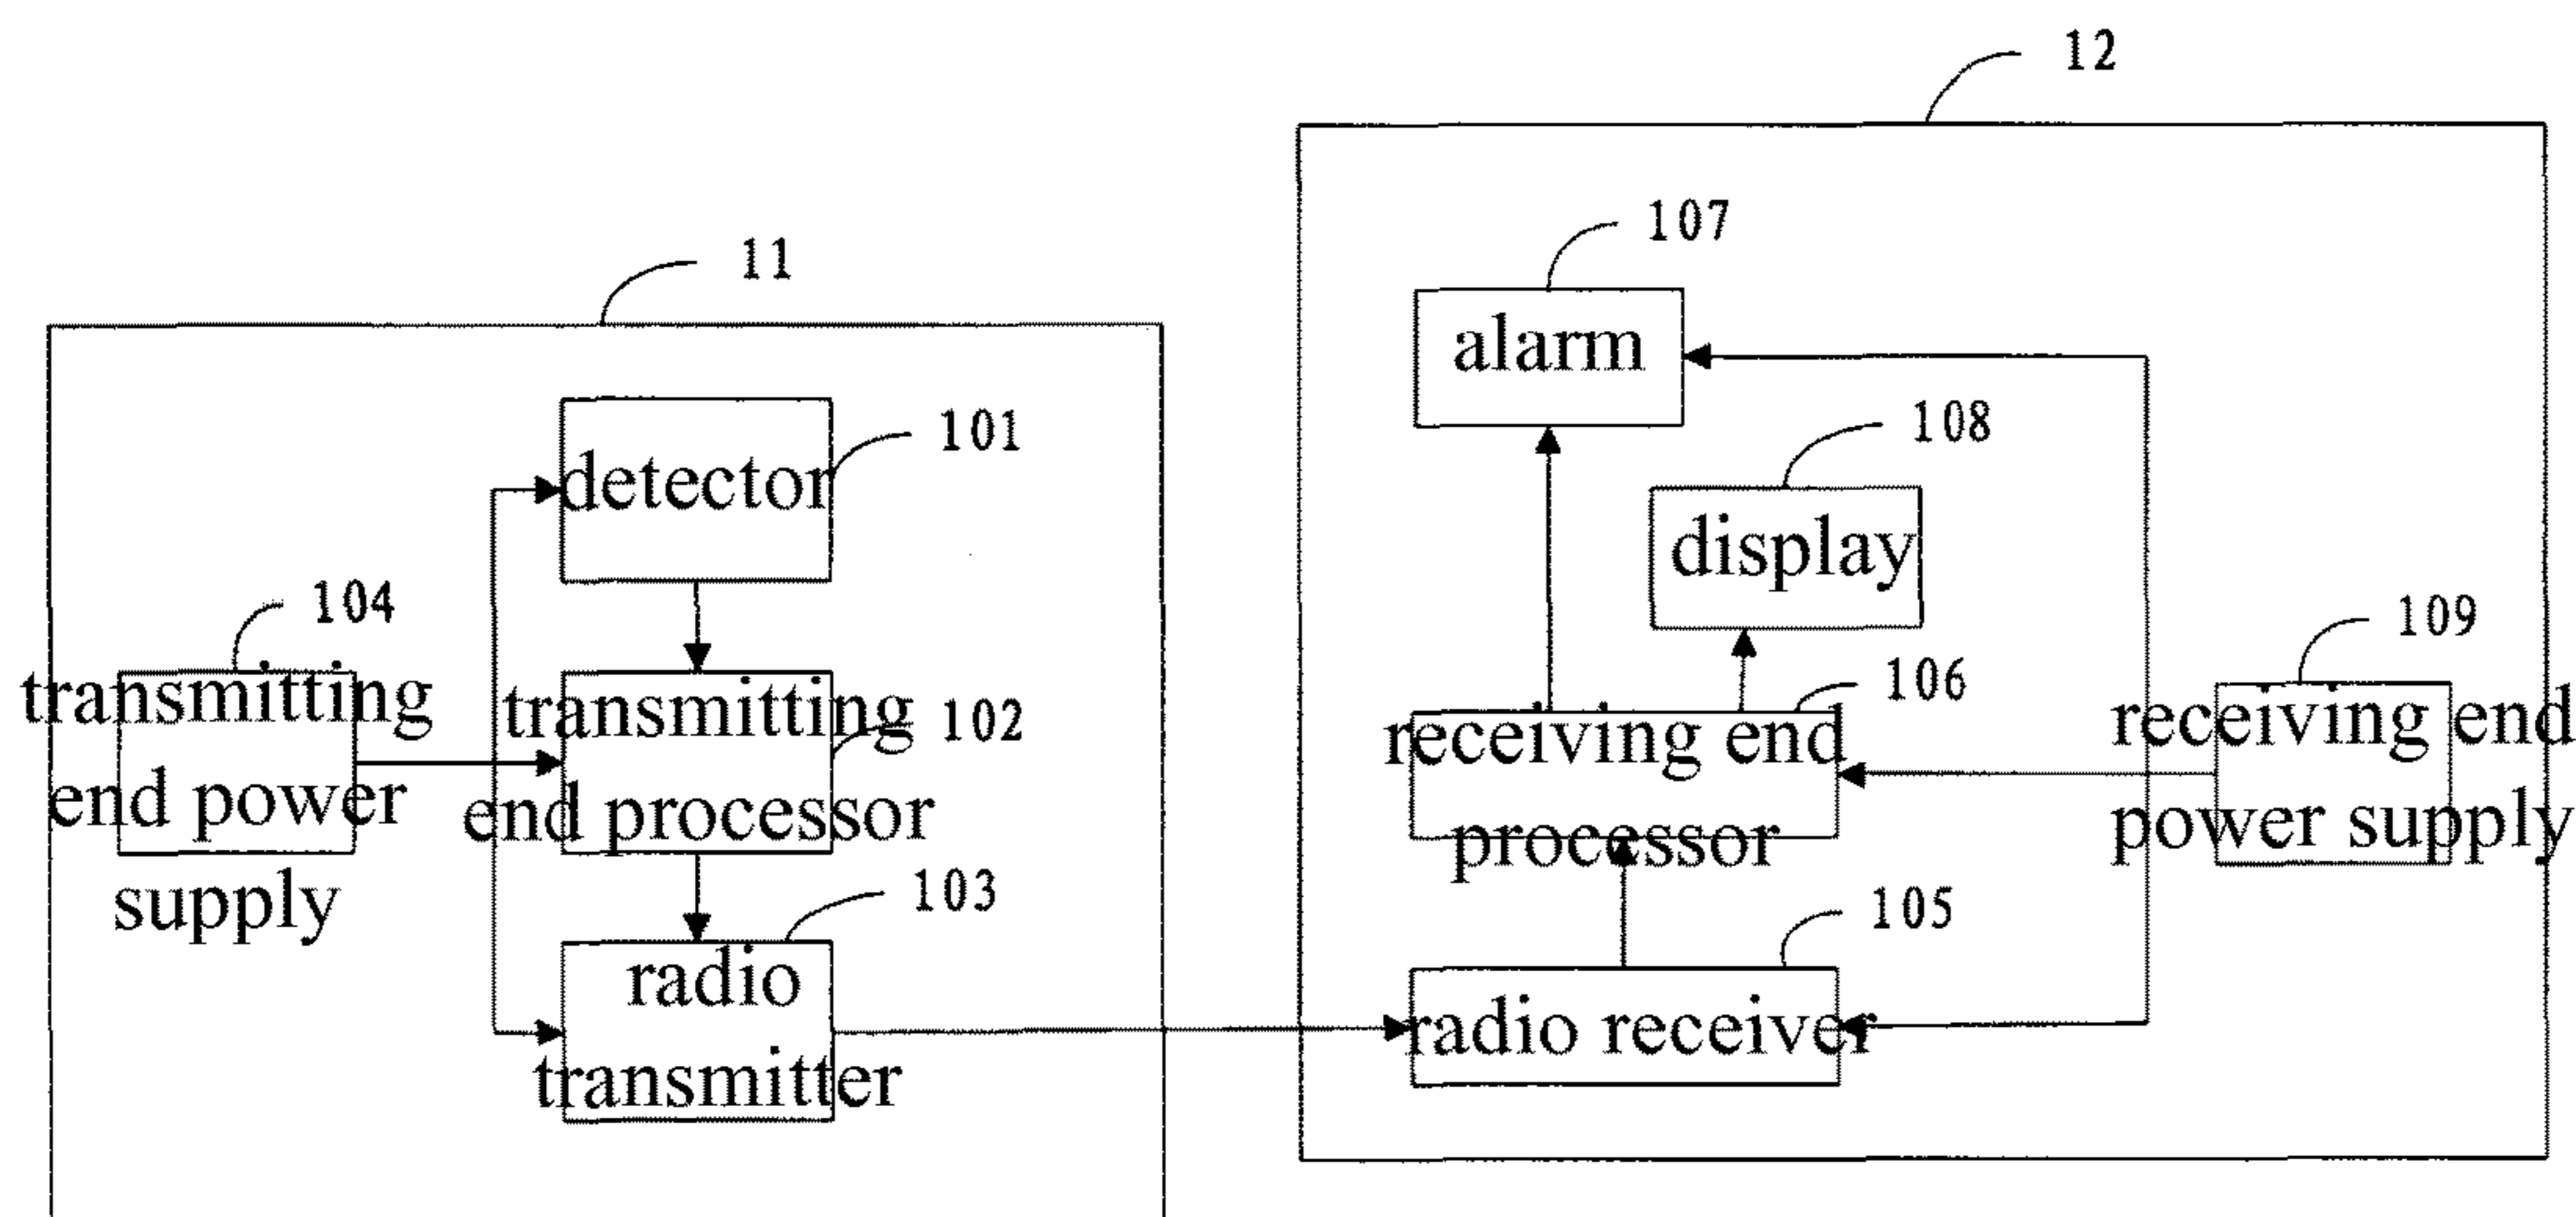 12
107
11
alarm
108
101
detector
display
104
109
106
transmitting
end power
supply
transmitting
end processor
102
receiving end
processor
receiving end
power supply
103
105
radio
transmitter
radio receiver